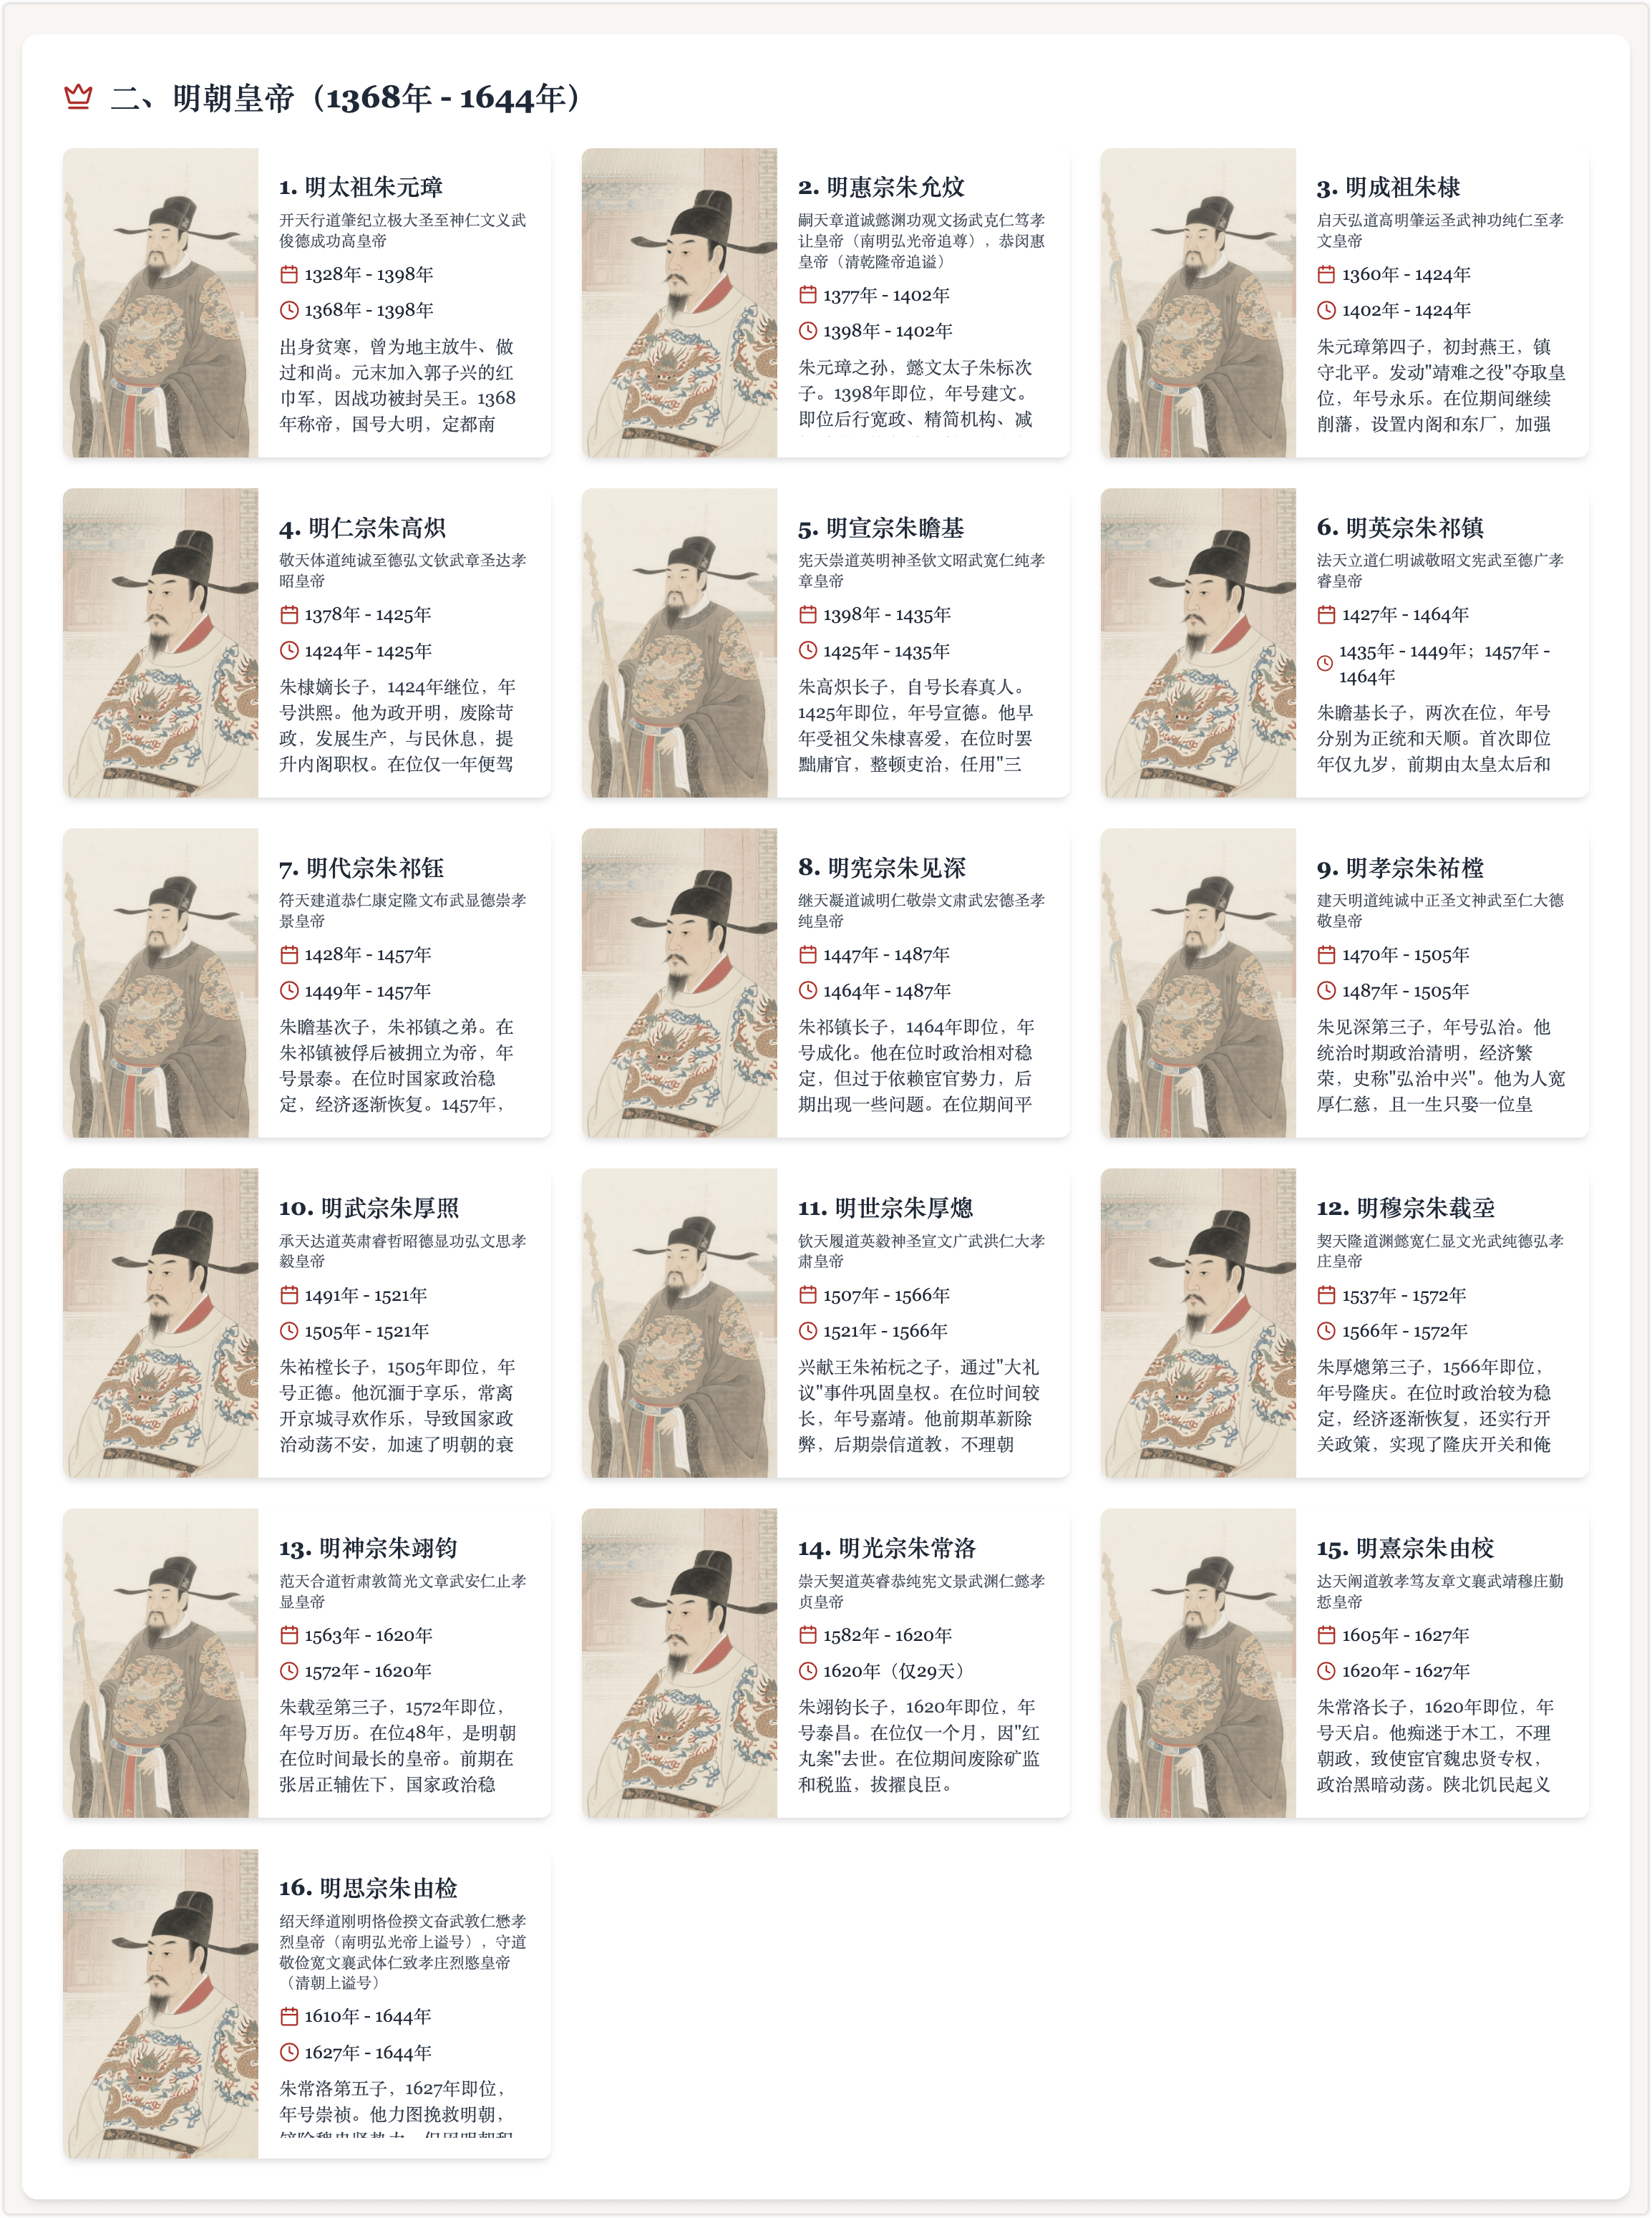 二、明朝皇帝（1368年 - 1644年）
1. 明太祖朱元璋
开天行道肇纪立极大圣至神仁文义武
俊德成功高皇帝
1328年 - 1398年
1368年 - 1398年
出身贫寒，曾为地主放牛、做
过和尚。元末加入郭子兴的红
巾军，因战功被封吴王。1368
年称帝，国号大明，定都南
2. 明惠宗朱允炆
嗣天章道诚懿渊功观文扬武克仁笃孝
让皇帝（南明弘光帝追尊），恭闵惠
皇帝（清乾隆帝追谥）
1377年 - 1402年
1398年 - 1402年
朱元璋之孙，懿文太子朱标次
子。1398年即位，年号建文。
即位后行宽政、精简机构、减
3. 明成祖朱棣
启天弘道高明肇运圣武神功纯仁至孝
文皇帝
1360年 - 1424年
1402年 - 1424年
朱元璋第四子，初封燕王，镇
守北平。发动"靖难之役"夺取皇
位，年号永乐。在位期间继续
削藩，设置内阁和东厂，加强
4. 明仁宗朱高炽
敬天体道纯诚至德弘文钦武章圣达孝
昭皇帝
1378年 - 1425年
1424年 - 1425年
朱棣嫡长子，1424年继位，年
号洪熙。他为政开明，废除苛
政，发展生产，与民休息，提
升内阁职权。在位仅一年便驾
5. 明宣宗朱瞻基
宪天崇道英明神圣钦文昭武宽仁纯孝
章皇帝
1398年 - 1435年
1425年 - 1435年
朱高炽长子，自号长春真人。
1425年即位，年号宣德。他早
年受祖父朱棣喜爱，在位时罢
黜庸官，整顿吏治，任用"三
6. 明英宗朱祁镇
法天立道仁明诚敬昭文宪武至德广孝
睿皇帝
1427年 - 1464年
1435年 - 1449年；1457年 -
1464年
朱瞻基长子，两次在位，年号
分别为正统和天顺。首次即位
年仅九岁，前期由太皇太后和
7. 明代宗朱祁钰
符天建道恭仁康定隆文布武显德崇孝
景皇帝
1428年 - 1457年
1449年 - 1457年
朱瞻基次子，朱祁镇之弟。在
朱祁镇被俘后被拥立为帝，年
号景泰。在位时国家政治稳
定，经济逐渐恢复。1457年，
8. 明宪宗朱见深
继天凝道诚明仁敬崇文肃武宏德圣孝
纯皇帝
1447年 - 1487年
1464年 - 1487年
朱祁镇长子，1464年即位，年
号成化。他在位时政治相对稳
定，但过于依赖宦官势力，后
期出现一些问题。在位期间平
9. 明孝宗朱祐樘
建天明道纯诚中正圣文神武至仁大德
敬皇帝
1470年 - 1505年
1487年 - 1505年
朱见深第三子，年号弘治。他
统治时期政治清明，经济繁
荣，史称"弘治中兴"。他为人宽
厚仁慈，且一生只娶一位皇
10. 明武宗朱厚照
承天达道英肃睿哲昭德显功弘文思孝
毅皇帝
1491年 - 1521年
1505年 - 1521年
朱祐樘长子，1505年即位，年
号正德。他沉湎于享乐，常离
开京城寻欢作乐，导致国家政
治动荡不安，加速了明朝的衰
11. 明世宗朱厚熜
钦天履道英毅神圣宣文广武洪仁大孝
肃皇帝
1507年 - 1566年
1521年 - 1566年
兴献王朱祐杬之子，通过"大礼
议"事件巩固皇权。在位时间较
长，年号嘉靖。他前期革新除
弊，后期崇信道教，不理朝
12. 明穆宗朱载坖
契天隆道渊懿宽仁显文光武纯德弘孝
庄皇帝
1537年 - 1572年
1566年 - 1572年
朱厚熜第三子，1566年即位，
年号隆庆。在位时政治较为稳
定，经济逐渐恢复，还实行开
关政策，实现了隆庆开关和俺
13. 明神宗朱翊钧
范天合道哲肃敦简光文章武安仁止孝
显皇帝
1563年 - 1620年
1572年 - 1620年
朱载坖第三子，1572年即位，
年号万历。在位48年，是明朝
在位时间最长的皇帝。前期在
张居正辅佐下，国家政治稳
14. 明光宗朱常洛
崇天契道英睿恭纯宪文景武渊仁懿孝
贞皇帝
1582年 - 1620年
1620年（仅29天）
朱翊钧长子，1620年即位，年
号泰昌。在位仅一个月，因"红
丸案"去世。在位期间废除矿监
和税监，拔擢良臣。
15. 明熹宗朱由校
达天阐道敦孝笃友章文襄武靖穆庄勤
悊皇帝
1605年 - 1627年
1620年 - 1627年
朱常洛长子，1620年即位，年
号天启。他痴迷于木工，不理
朝政，致使宦官魏忠贤专权，
政治黑暗动荡。陕北饥民起义
16. 明思宗朱由检
绍天绎道刚明恪俭揆文奋武敦仁懋孝
烈皇帝（南明弘光帝上谥号），守道
敬俭宽文襄武体仁致孝庄烈愍皇帝
（清朝上谥号）
1610年 - 1644年
1627年 - 1644年
朱常洛第五子，1627年即位，
年号崇祯。他力图挽救明朝，